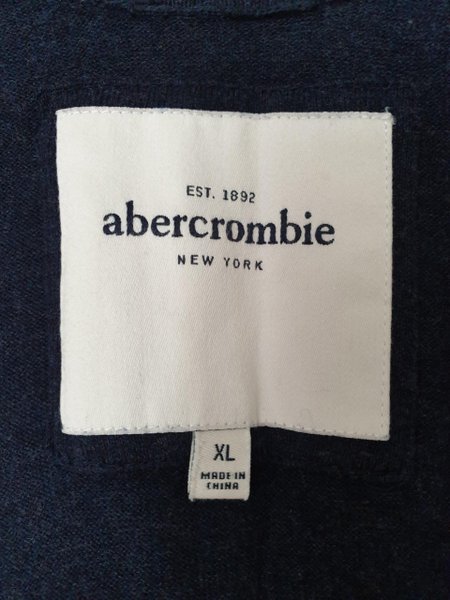 EST. 1892
abercrombie
NEW YORK
XL
MADE IN
CHINA